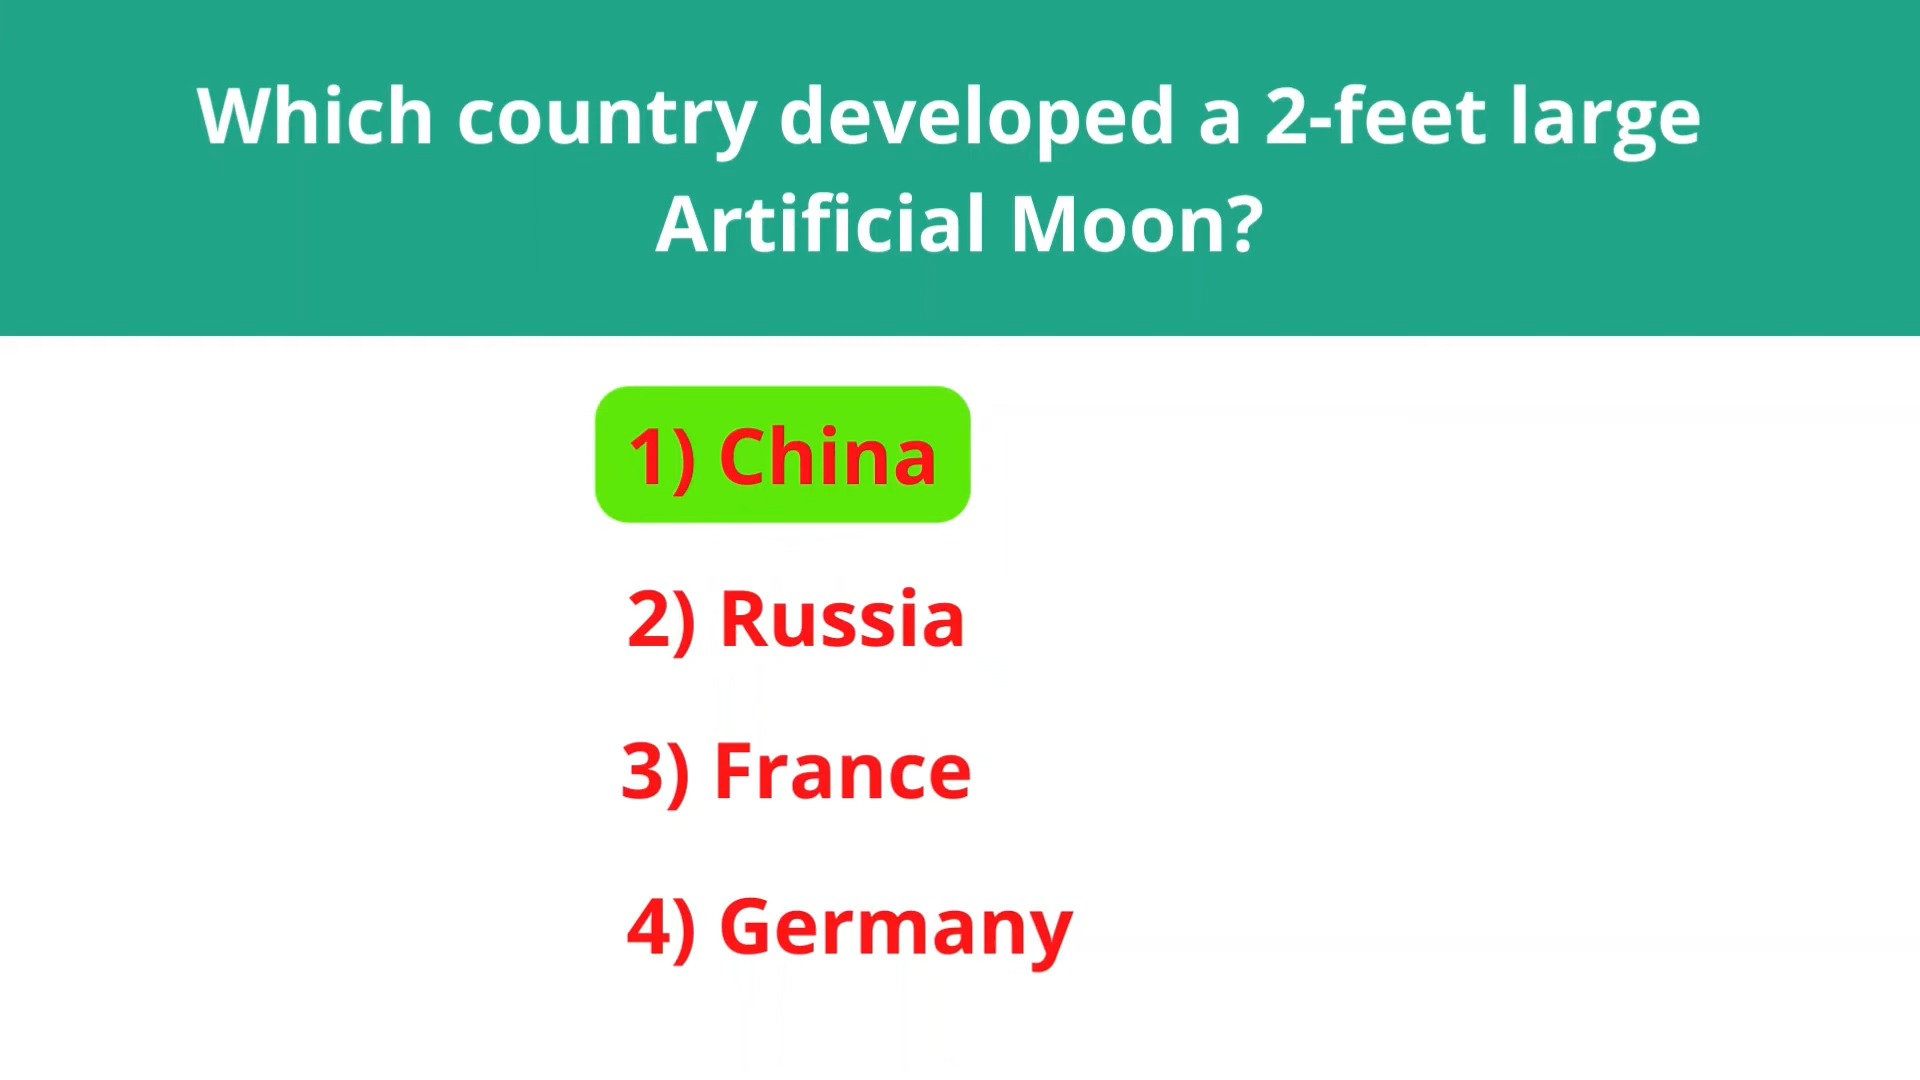 Which country developed a 2-feet large
Artificial Moon?
1) China
2) Russia
3) France
4) Germany